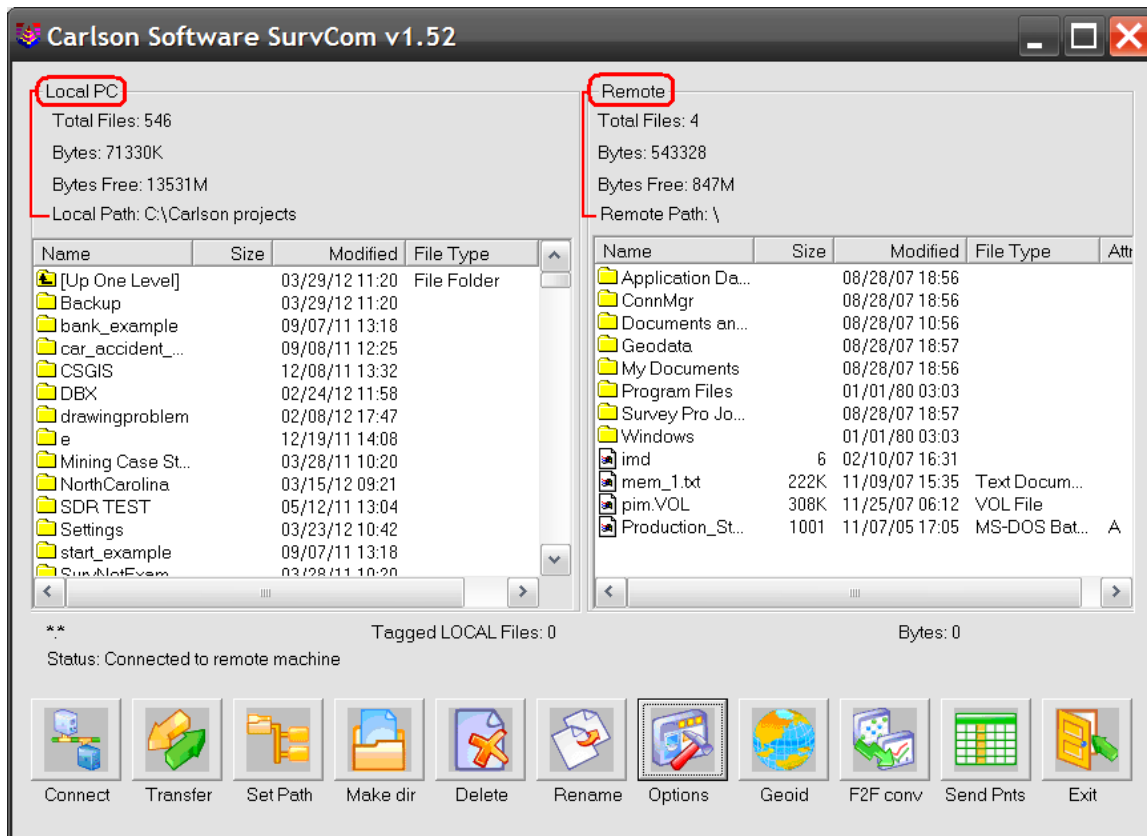 Carlson Software SurvCom v1.52
Local PC
Total Files: 546
Bytes: 71330K
Bytes Free: 13531M
Local Path: C:\Carlson projects
Name Size Modified File Type
[Up One Level] 03/29/12 11:20 File Folder
Backup 03/29/12 11:20
bank_example 09/07/11 13:18
car_accident_... 09/08/11 12:25
CSGIS 12/08/11 13:32
DBX 02/24/12 11:58
drawingproblem 02/08/12 17:47
e 12/19/11 14:08
Mining Case St... 03/28/11 10:20
NorthCarolina 03/15/12 09:21
SDR TEST 05/12/11 13:04
Settings 03/23/12 10:42
start_example 09/07/11 13:18
SurvNetExam 03/28/11 10:20
Remote
Total Files: 4
Bytes: 543328
Bytes Free: 847M
Remote Path: \
Name Size Modified File Type Attr
Application Da... 08/28/07 18:56
ConnMgr 08/28/07 18:56
Documents an... 08/28/07 10:56
Geodata 08/28/07 18:57
My Documents 08/28/07 18:56
Program Files 01/01/80 03:03
Survey Pro Jo... 08/28/07 18:57
Windows 01/01/80 03:03
imd 6 02/10/07 16:31
mem_1.txt 222K 11/09/07 15:35 Text Docum...
pim.VOL 308K 11/25/07 06:12 VOL File
Production_St... 1001 11/07/05 17:05 MS-DOS Bat... A
*.* Tagged LOCAL Files: 0 Bytes: 0
Status: Connected to remote machine
Connect Transfer Set Path Make dir Delete Rename Options Geoid F2F conv Send Pnts Exit